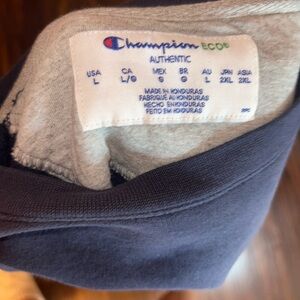 Champion ECO®
AUTHENTIC
USA CA MEX BR AU JPN ASIA
L L/G G G L 2XL 2XL
MADE IN HONDURAS
FABRIQUÉ AU HONDURAS
HECHO EN HONDURAS
FEITO EM HONDURAS